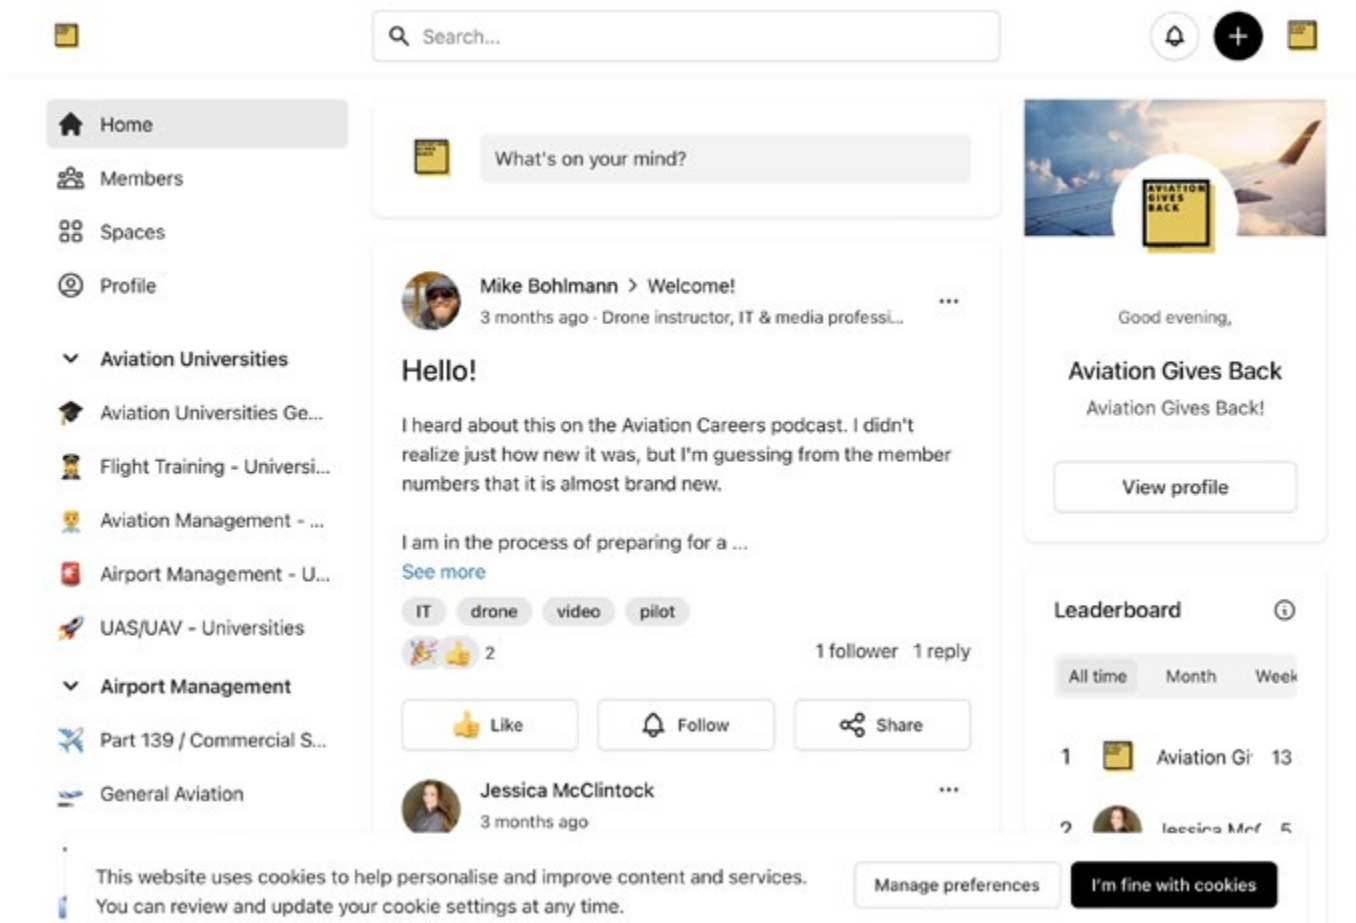 Search...
Home
Members
Spaces
Profile
Aviation Universities
Aviation Universities Ge...
Flight Training - Universi...
Aviation Management - ...
Airport Management - U...
UAS/UAV - Universities
Airport Management
Part 139 / Commercial S...
General Aviation
What's on your mind?
Mike Bohlmann > Welcome!
3 months ago · Drone instructor, IT & media professi...
Hello!
I heard about this on the Aviation Careers podcast. I didn't
realize just how new it was, but I'm guessing from the member
numbers that it is almost brand new.
I am in the process of preparing for a ...
See more
IT drone video pilot
2
1 follower 1 reply
Like Follow Share
Jessica McClintock
3 months ago
AVIATION
GIVES
BACK
Good evening,
Aviation Gives Back
Aviation Gives Back!
View profile
Leaderboard
All time Month Week
1 Aviation Gi 13
2 Jessica McC 5
This website uses cookies to help personalise and improve content and services.
You can review and update your cookie settings at any time.
Manage preferences
I'm fine with cookies